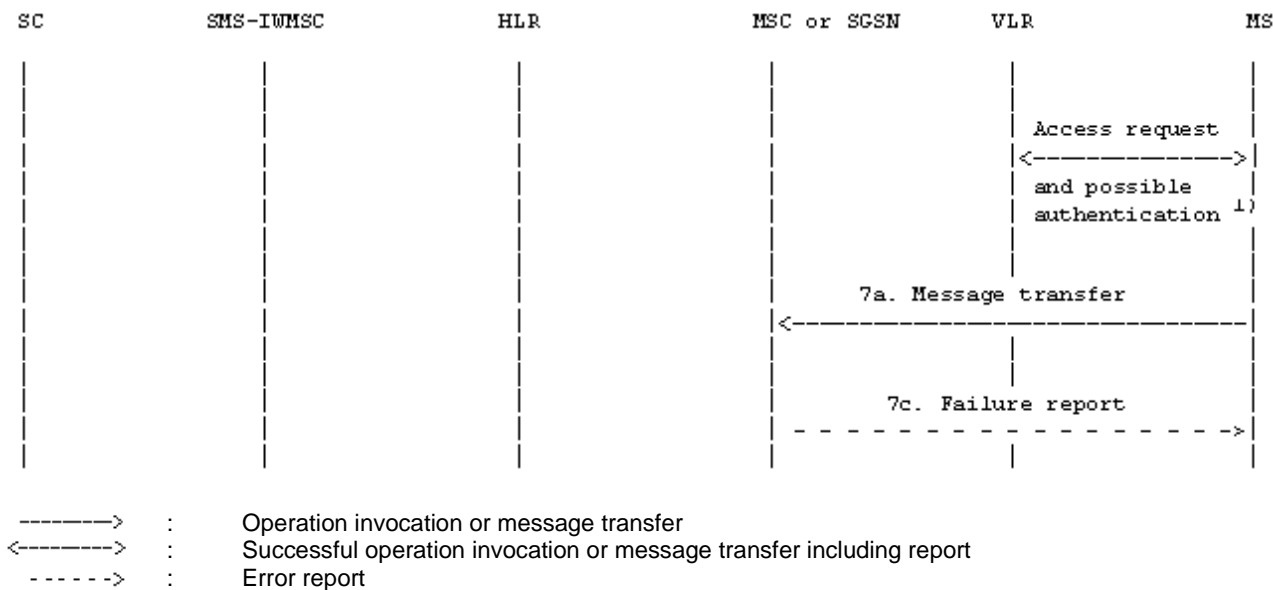 SC SMS-IWMSC HLR MSC or SGSN VLR MS
Access request
<--------------->
and possible
authentication 1)
7a. Message transfer
<-----------------------------------
7c. Failure report
- - - - - - - - - - - - - - - - - ->
--------> : Operation invocation or message transfer
<--------> : Successful operation invocation or message transfer including report
- - - - - -> : Error report